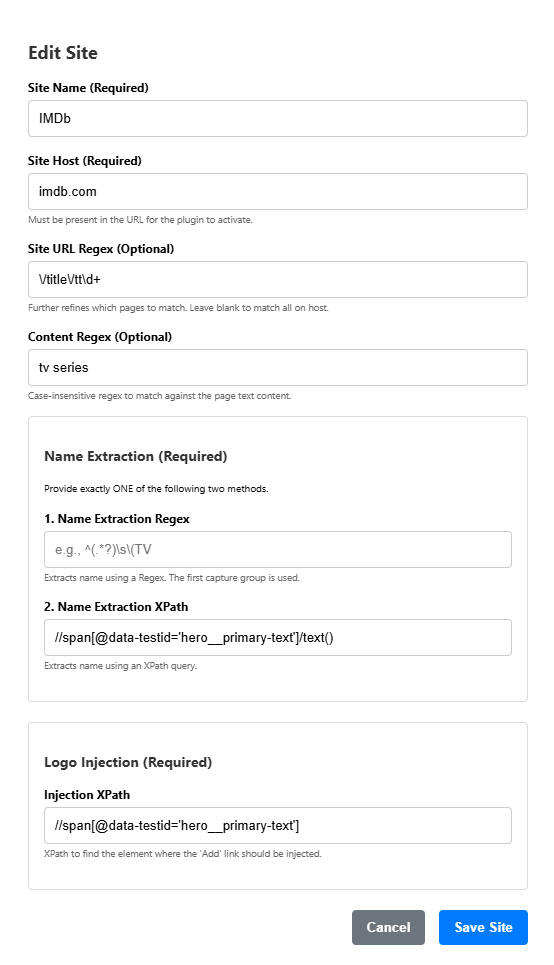 Edit Site
Site Name (Required)
IMDb
Site Host (Required)
imdb.com
Must be present in the URL for the plugin to activate.
Site URL Regex (Optional)
\/title\/tt\d+
Further refines which pages to match. Leave blank to match all on host.
Content Regex (Optional)
tv series
Case-insensitive regex to match against the page text content.
Name Extraction (Required)
Provide exactly ONE of the following two methods.
1. Name Extraction Regex
e.g., ^(.*?)\s\(TV
Extracts name using a Regex. The first capture group is used.
2. Name Extraction XPath
//span[@data-testid='hero__primary-text']/text()
Extracts name using an XPath query.
Logo Injection (Required)
Injection XPath
//span[@data-testid='hero__primary-text']
XPath to find the element where the 'Add' link should be injected.
Cancel
Save Site